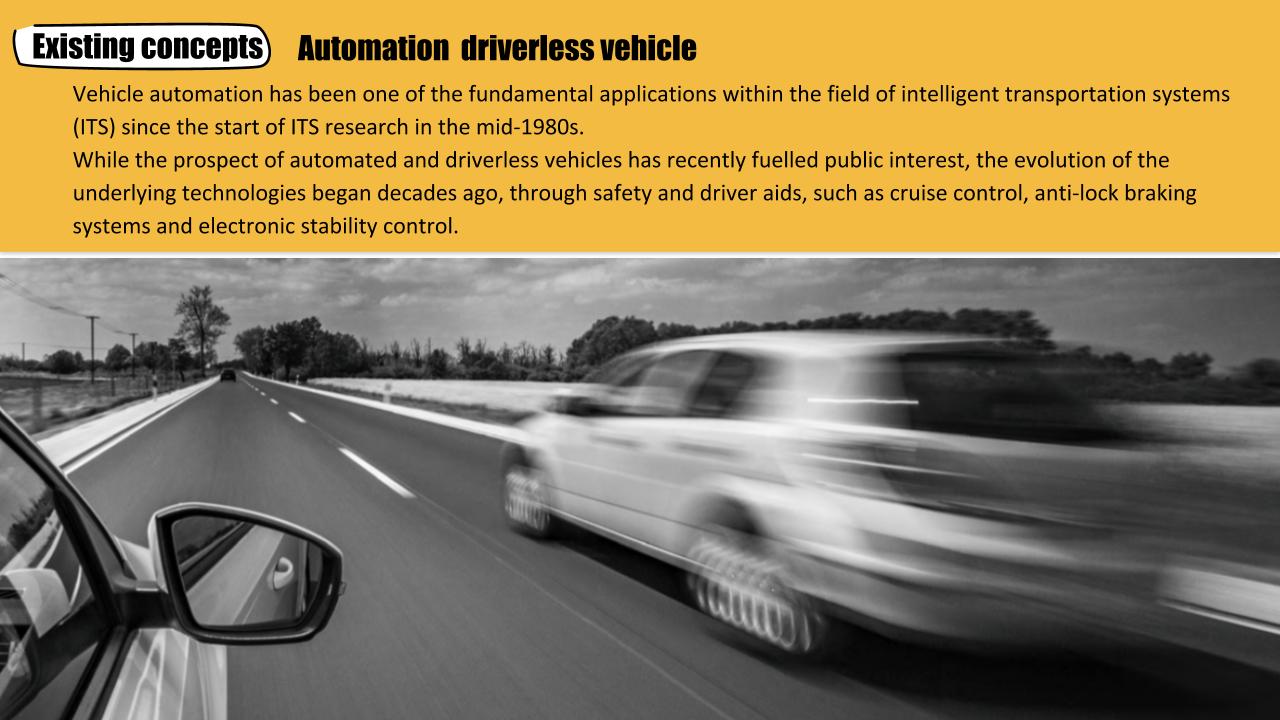 Existing concepts Automation driverless vehicle
Vehicle automation has been one of the fundamental applications within the field of intelligent transportation systems
(ITS) since the start of ITS research in the mid-1980s.
While the prospect of automated and driverless vehicles has recently fuelled public interest, the evolution of the
underlying technologies began decades ago, through safety and driver aids, such as cruise control, anti-lock braking
systems and electronic stability control.